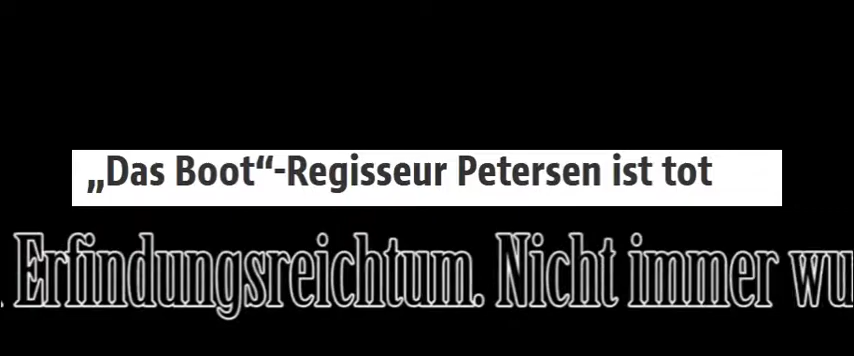 „Das Boot“-Regisseur Petersen ist tot
Erfindungsreichtum. Nicht immer